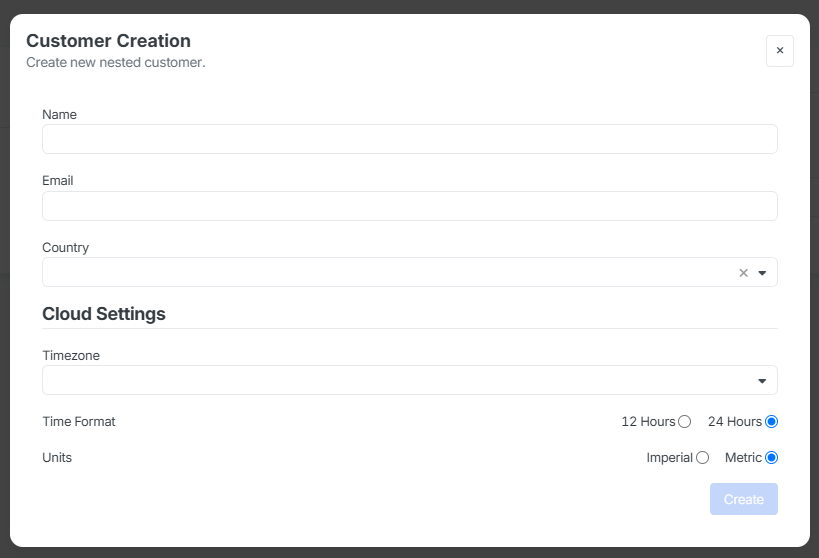 Customer Creation
Create new nested customer.
Name
Email
Country
Cloud Settings
Timezone
Time Format 12 Hours 24 Hours
Units Imperial Metric
Create